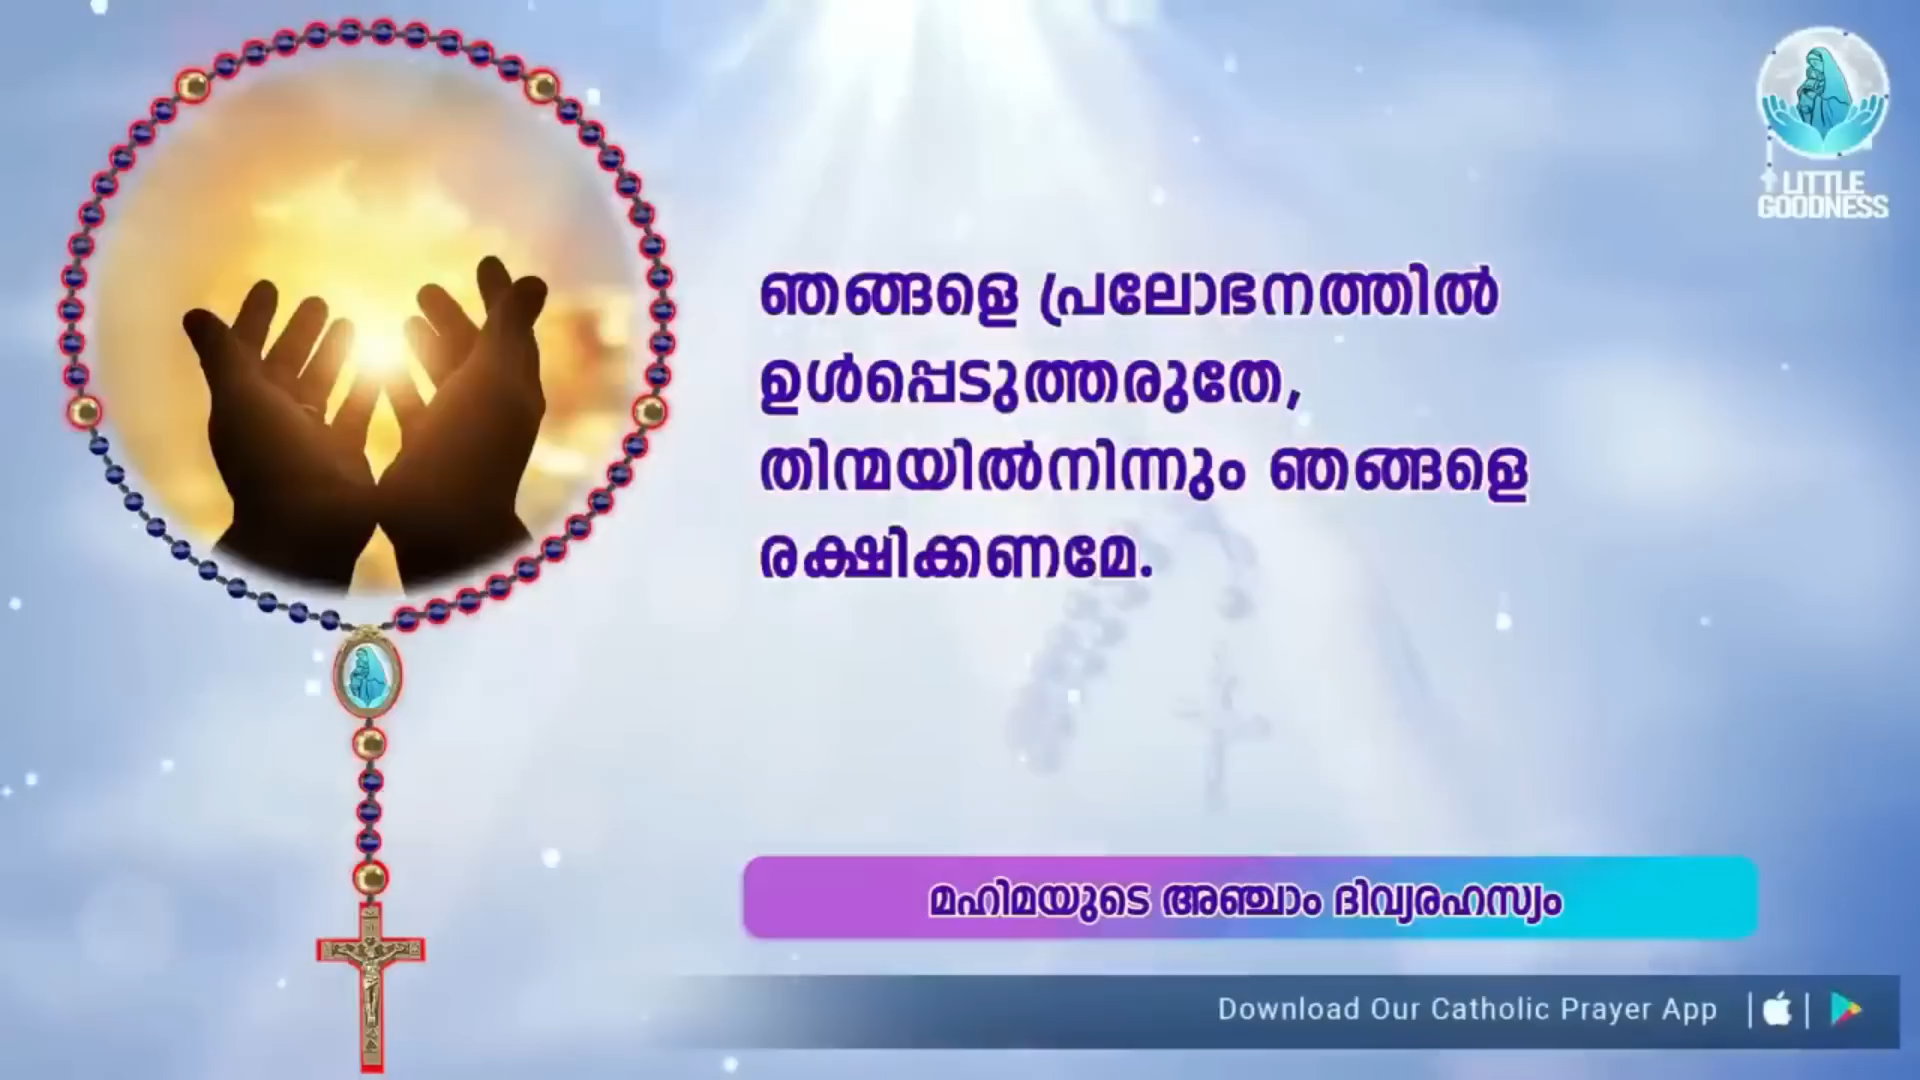 LITTLE
GOODNESS
ഞങ്ങളെ പ്രലോഭനത്തിൽ
ഉൾപ്പെടുത്തരുതേ,
തിന്മയിൽനിന്നും ഞങ്ങളെ
രക്ഷിക്കണമേ.
മഹിമയുടെ അഞ്ചാം ദിവ്യരഹസ്യം
Download Our Catholic Prayer App